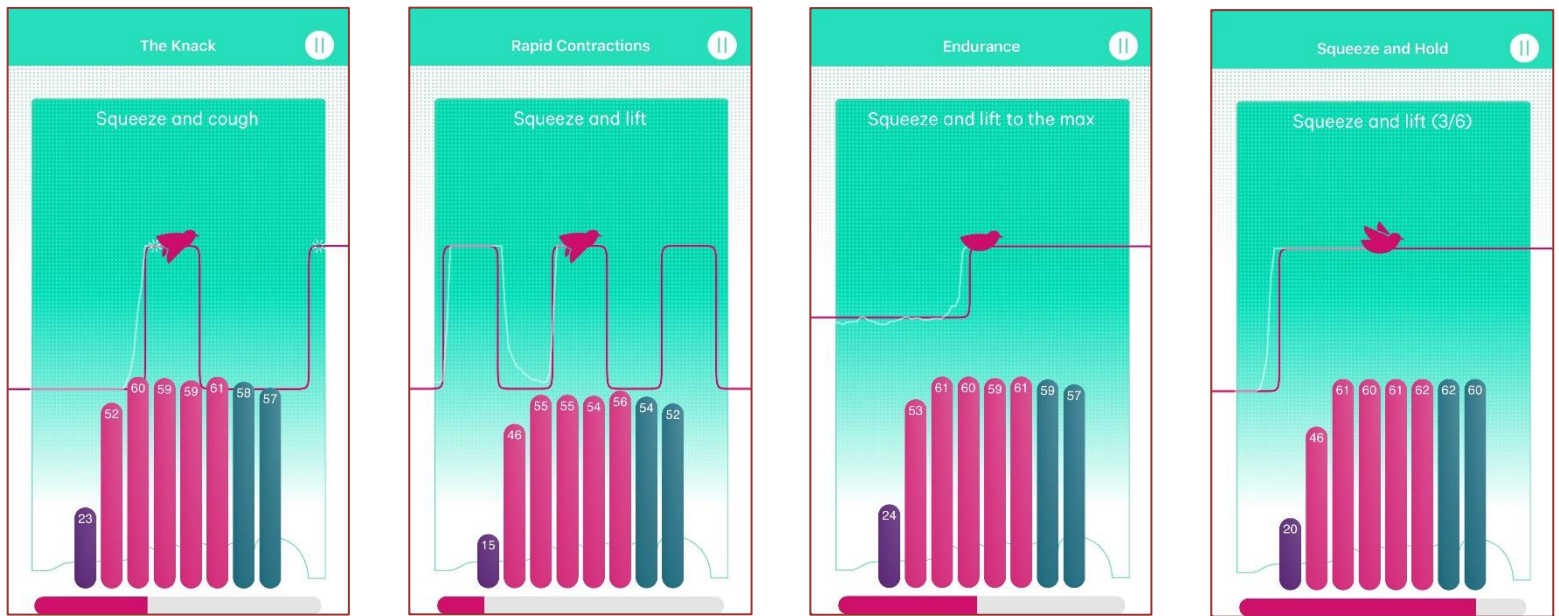 The Knack
Squeeze and cough
23 52 60 59 59 61 58 57
Rapid Contractions
Squeeze and lift
15 46 55 55 54 56 54 52
Endurance
Squeeze and lift to the max
24 53 61 60 59 61 59 57
Squeeze and Hold
Squeeze and lift (3/6)
20 46 61 60 61 62 62 60